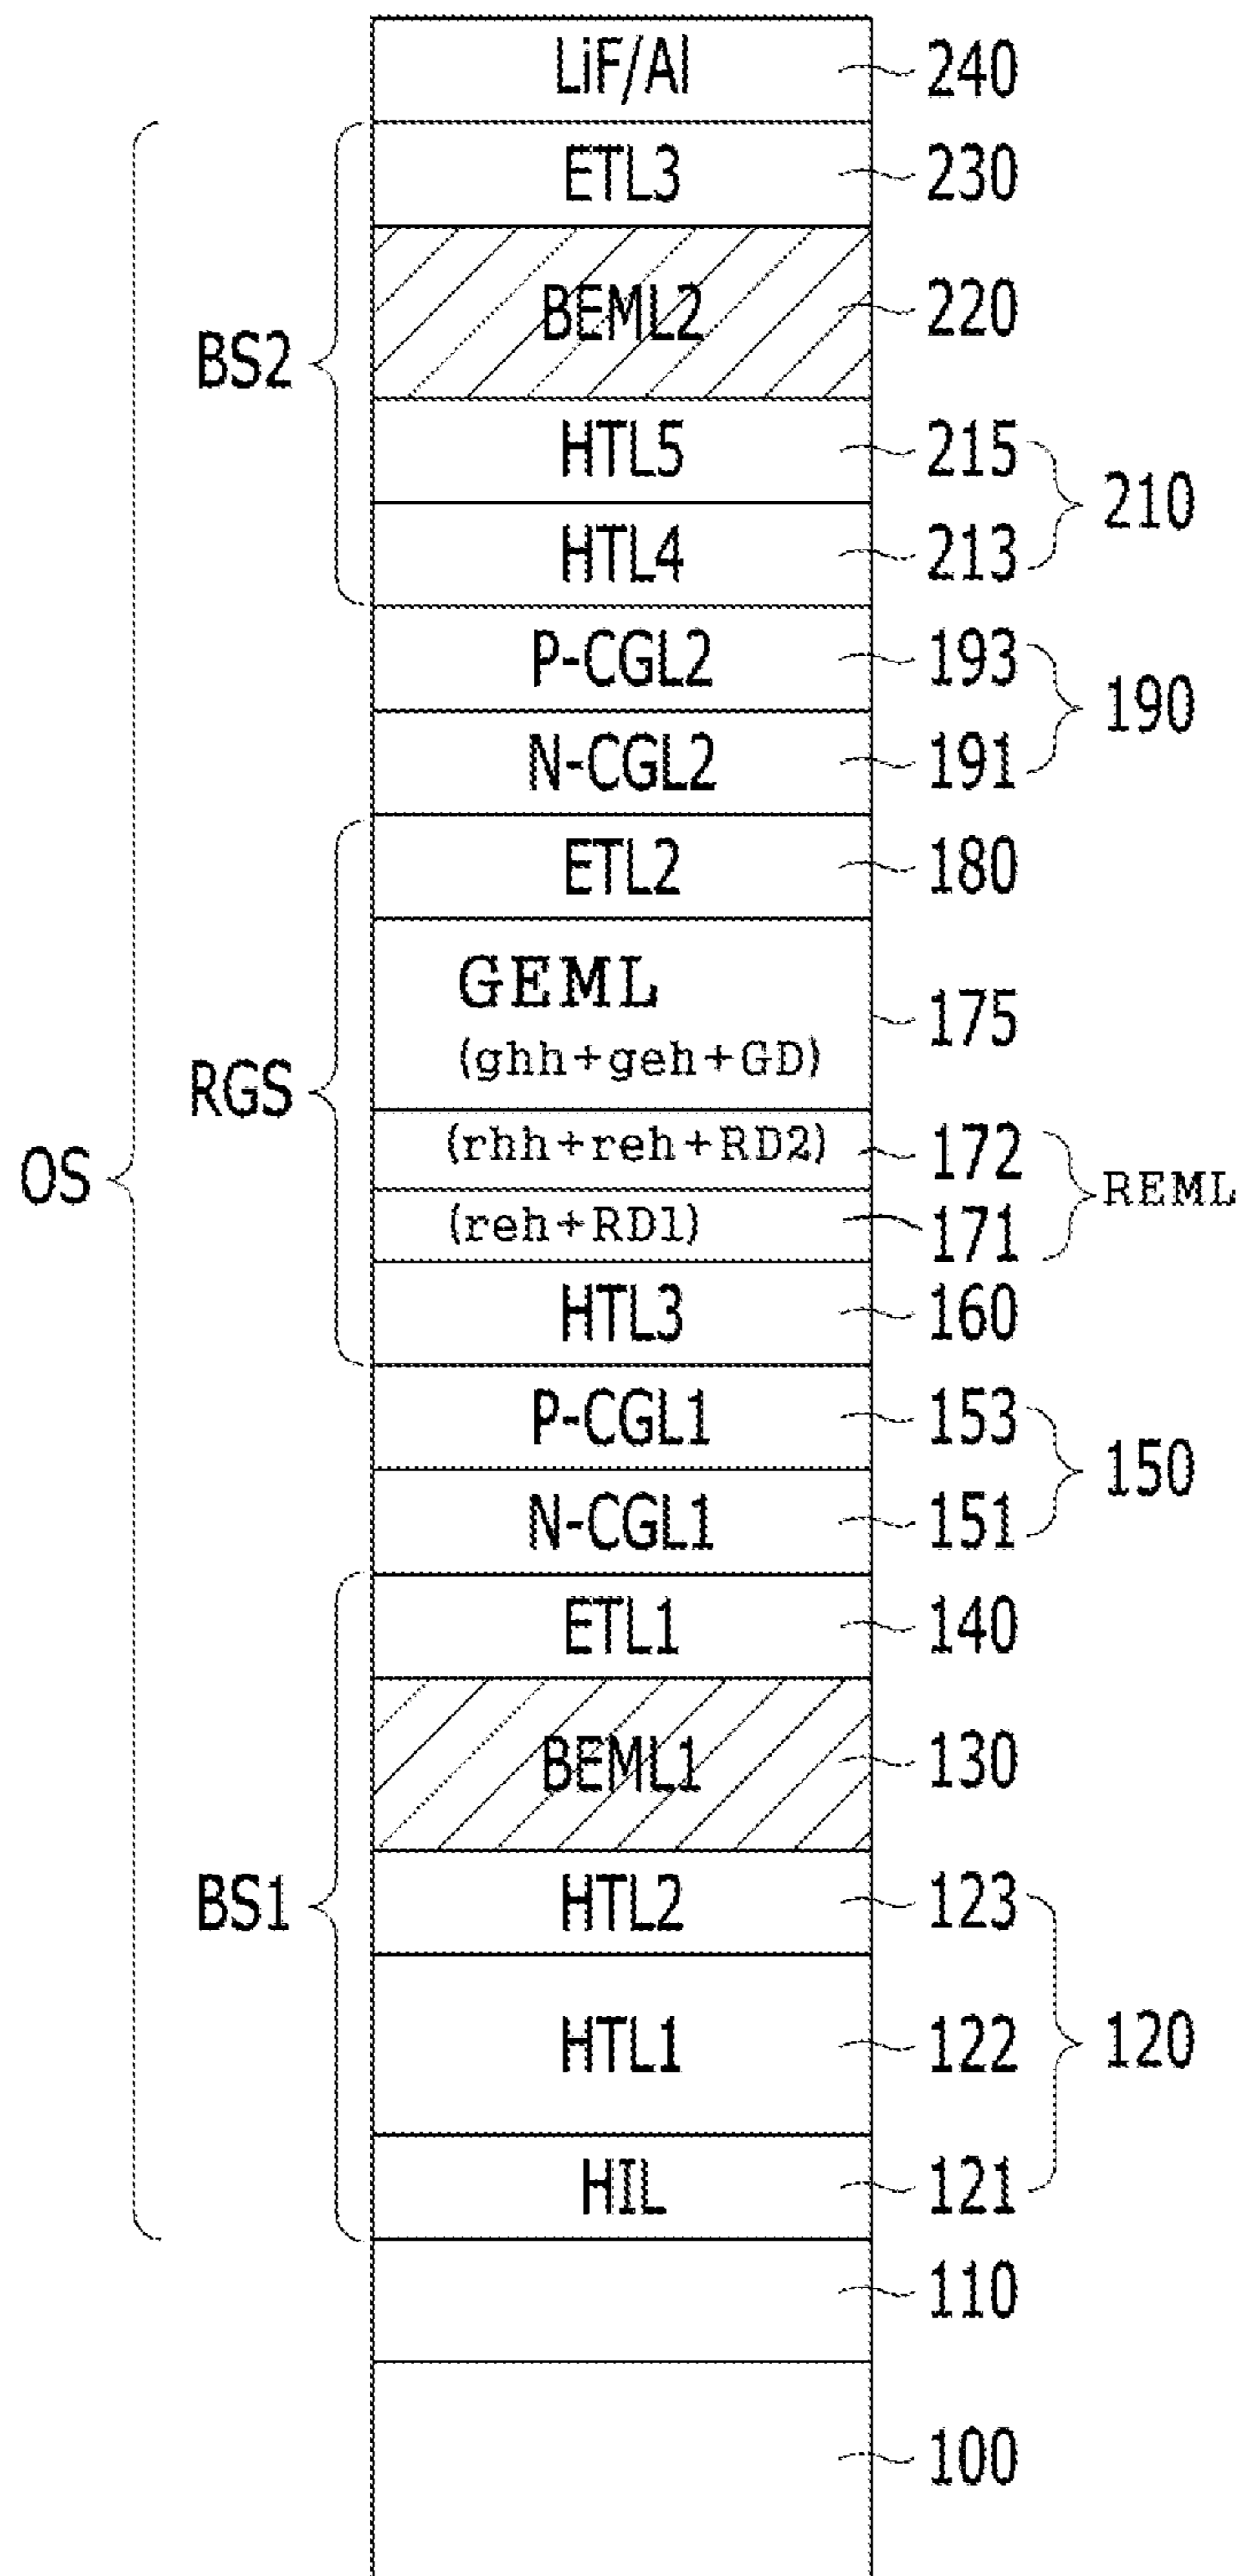 LiF/Al 240
ETL3 230
BEML2 220
BS2
HTL5 215
210
HTL4 213
P-CGL2 193
190
N-CGL2 191
ETL2 180
GEML 175
(ghh+geh+GD)
RGS
(rhh+reh+RD2) 172
OS REML
(reh+RD1) 171
HTL3 160
P-CGL1 153
150
N-CGL1 151
ETL1 140
BEML1 130
BS1
HTL2 123
HTL1 122 120
HIL 121
110
100